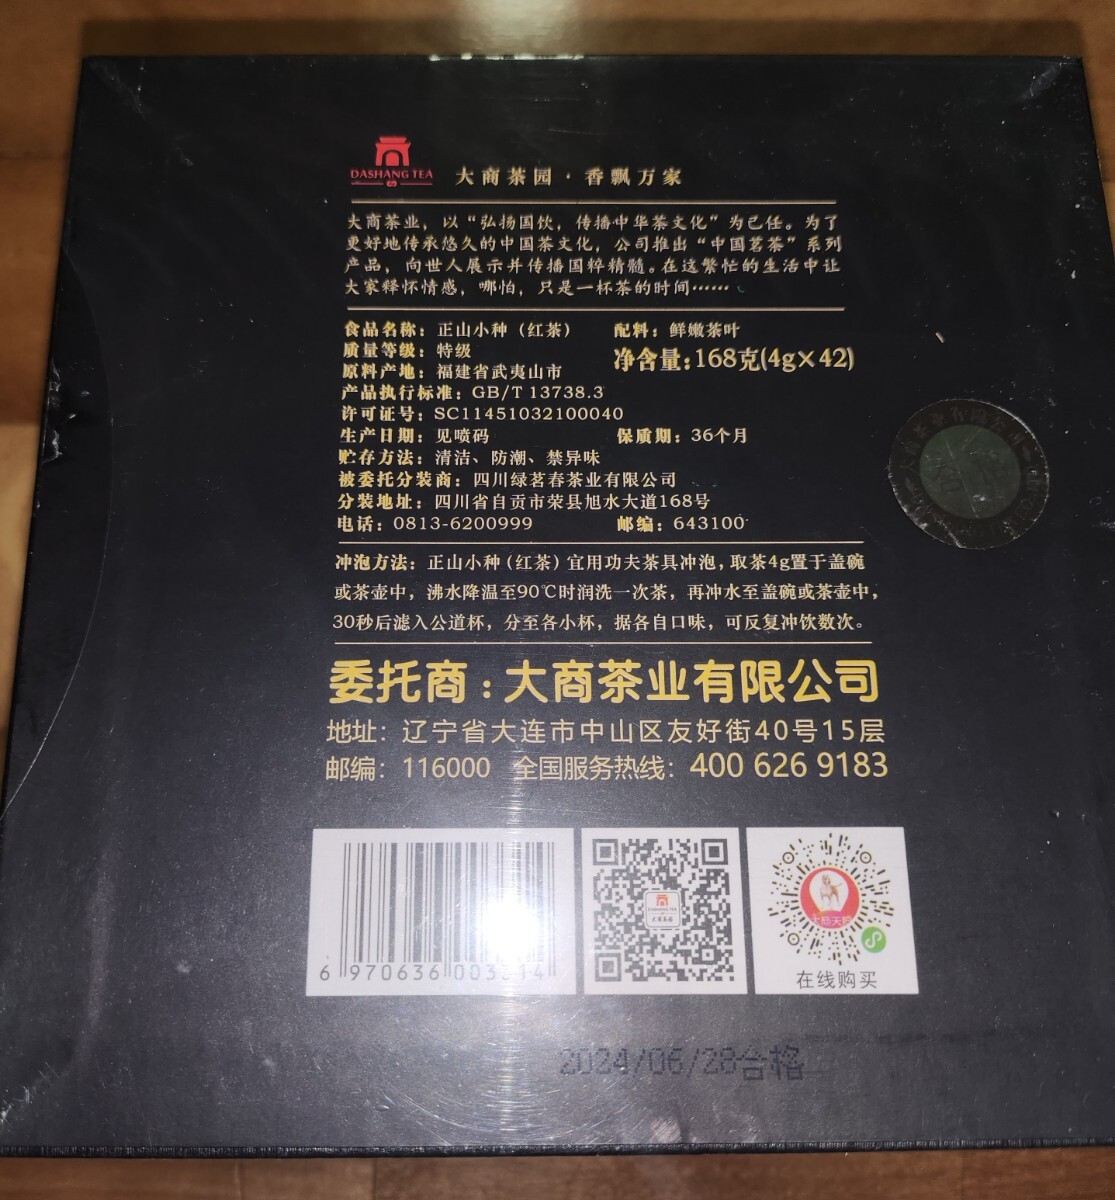 DASHANG TEA
大商茶园·香飘万家
大商茶业，以“弘扬国饮，传播中华茶文化”为己任。为了
更好地传承悠久的中国茶文化，公司推出“中国茗茶”系列
产品，向世人展示并传播国粹精髓。在这繁忙的生活中让
大家释怀情感，哪怕，只是一杯茶的时间……
食品名称：正山小种（红茶） 配料：鲜嫩茶叶
质量等级：特级 净含量：168克(4g×42)
原料产地：福建省武夷山市
产品执行标准：GB/T 13738.3
许可证号：SC11451032100040
生产日期：见喷码 保质期：36个月
贮存方法：清洁、防潮、禁异味
被委托分装商：四川绿茗春茶业有限公司
分装地址：四川省自贡市荣县旭水大道168号
电话：0813-6200999 邮编：643100
冲泡方法：正山小种（红茶）宜用功夫茶具冲泡，取茶4g置于盖碗
或茶壶中，沸水降温至90℃时润洗一次茶，再冲水至盖碗或茶壶中，
30秒后滤入公道杯，分至各小杯，据各自口味，可反复冲饮数次。
委托商：大商茶业有限公司
地址：辽宁省大连市中山区友好街40号15层
邮编：116000 全国服务热线：400 626 9183
6 970636
DASHANG TEA
大商茶园
在线购买
2024/06/28合格